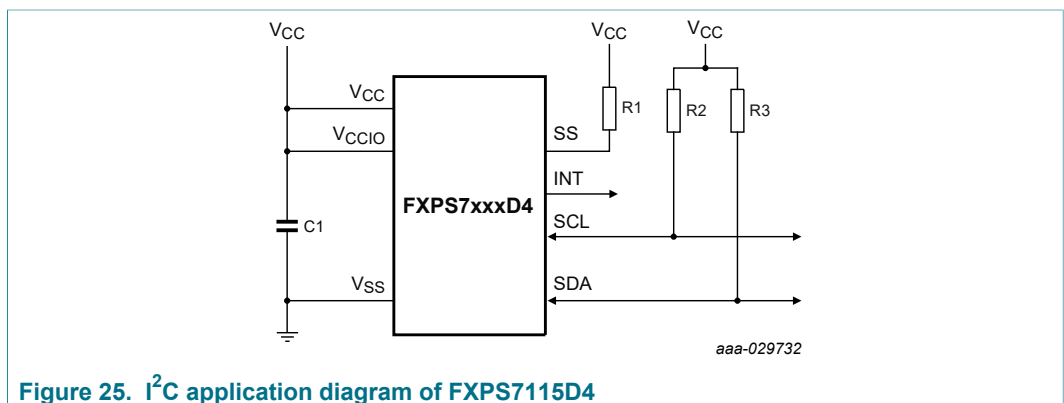 VCC
VCC
VCC
VCC
R1
R2
R3
VCCIO
SS
INT
FXPS7xxxD4
C1
SCL
VSS
SDA
aaa-029732
Figure 25. I²C application diagram of FXPS7115D4